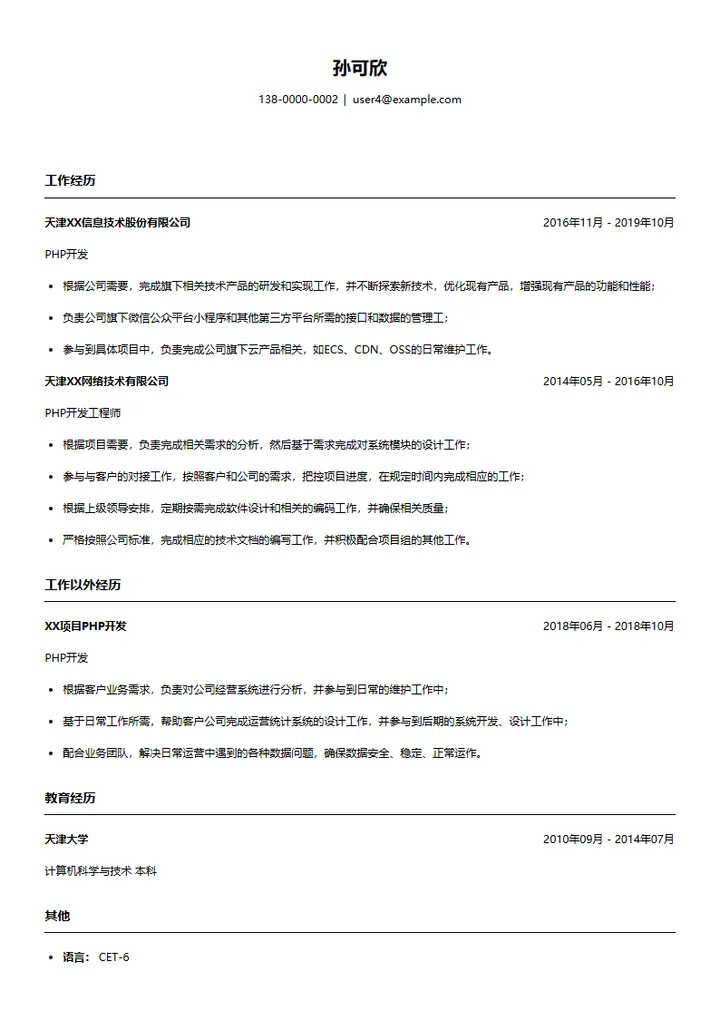 孙可欣
138-0000-0002 | user4@example.com
工作经历
天津XX信息技术股份有限公司 2016年11月 - 2019年10月
PHP开发
• 根据公司需要，完成旗下相关技术产品的研发和实现工作，并不断探索新技术，优化现有产品，增强现有产品的功能和性能；
• 负责公司旗下微信公众平台小程序和其他第三方平台所需的接口和数据的管理工；
• 参与到具体项目中，负责完成公司旗下云产品相关，如ECS、CDN、OSS的日常维护工作。
天津XX网络技术有限公司 2014年05月 - 2016年10月
PHP开发工程师
• 根据项目需要，负责完成相关需求的分析，然后基于需求完成对系统模块的设计工作；
• 参与与客户的对接工作，按照客户和公司的需求，把控项目进度，在规定时间内完成相应的工作；
• 根据上级领导安排，定期按需完成软件设计和相关的编码工作，并确保相关质量；
• 严格按照公司标准，完成相应的技术文档的编写工作，并积极配合项目组的其他工作。
工作以外经历
XX项目PHP开发 2018年06月 - 2018年10月
PHP开发
• 根据客户业务需求，负责对公司经营系统进行分析，并参与到日常的维护工作中；
• 基于日常工作所需，帮助客户公司完成运营统计系统的设计工作，并参与到后期的系统开发、设计工作中；
• 配合业务团队，解决日常运营中遇到的各种数据问题，确保数据安全、稳定、正常运作。
教育经历
天津大学 2010年09月 - 2014年07月
计算机科学与技术 本科
其他
• 语言： CET-6